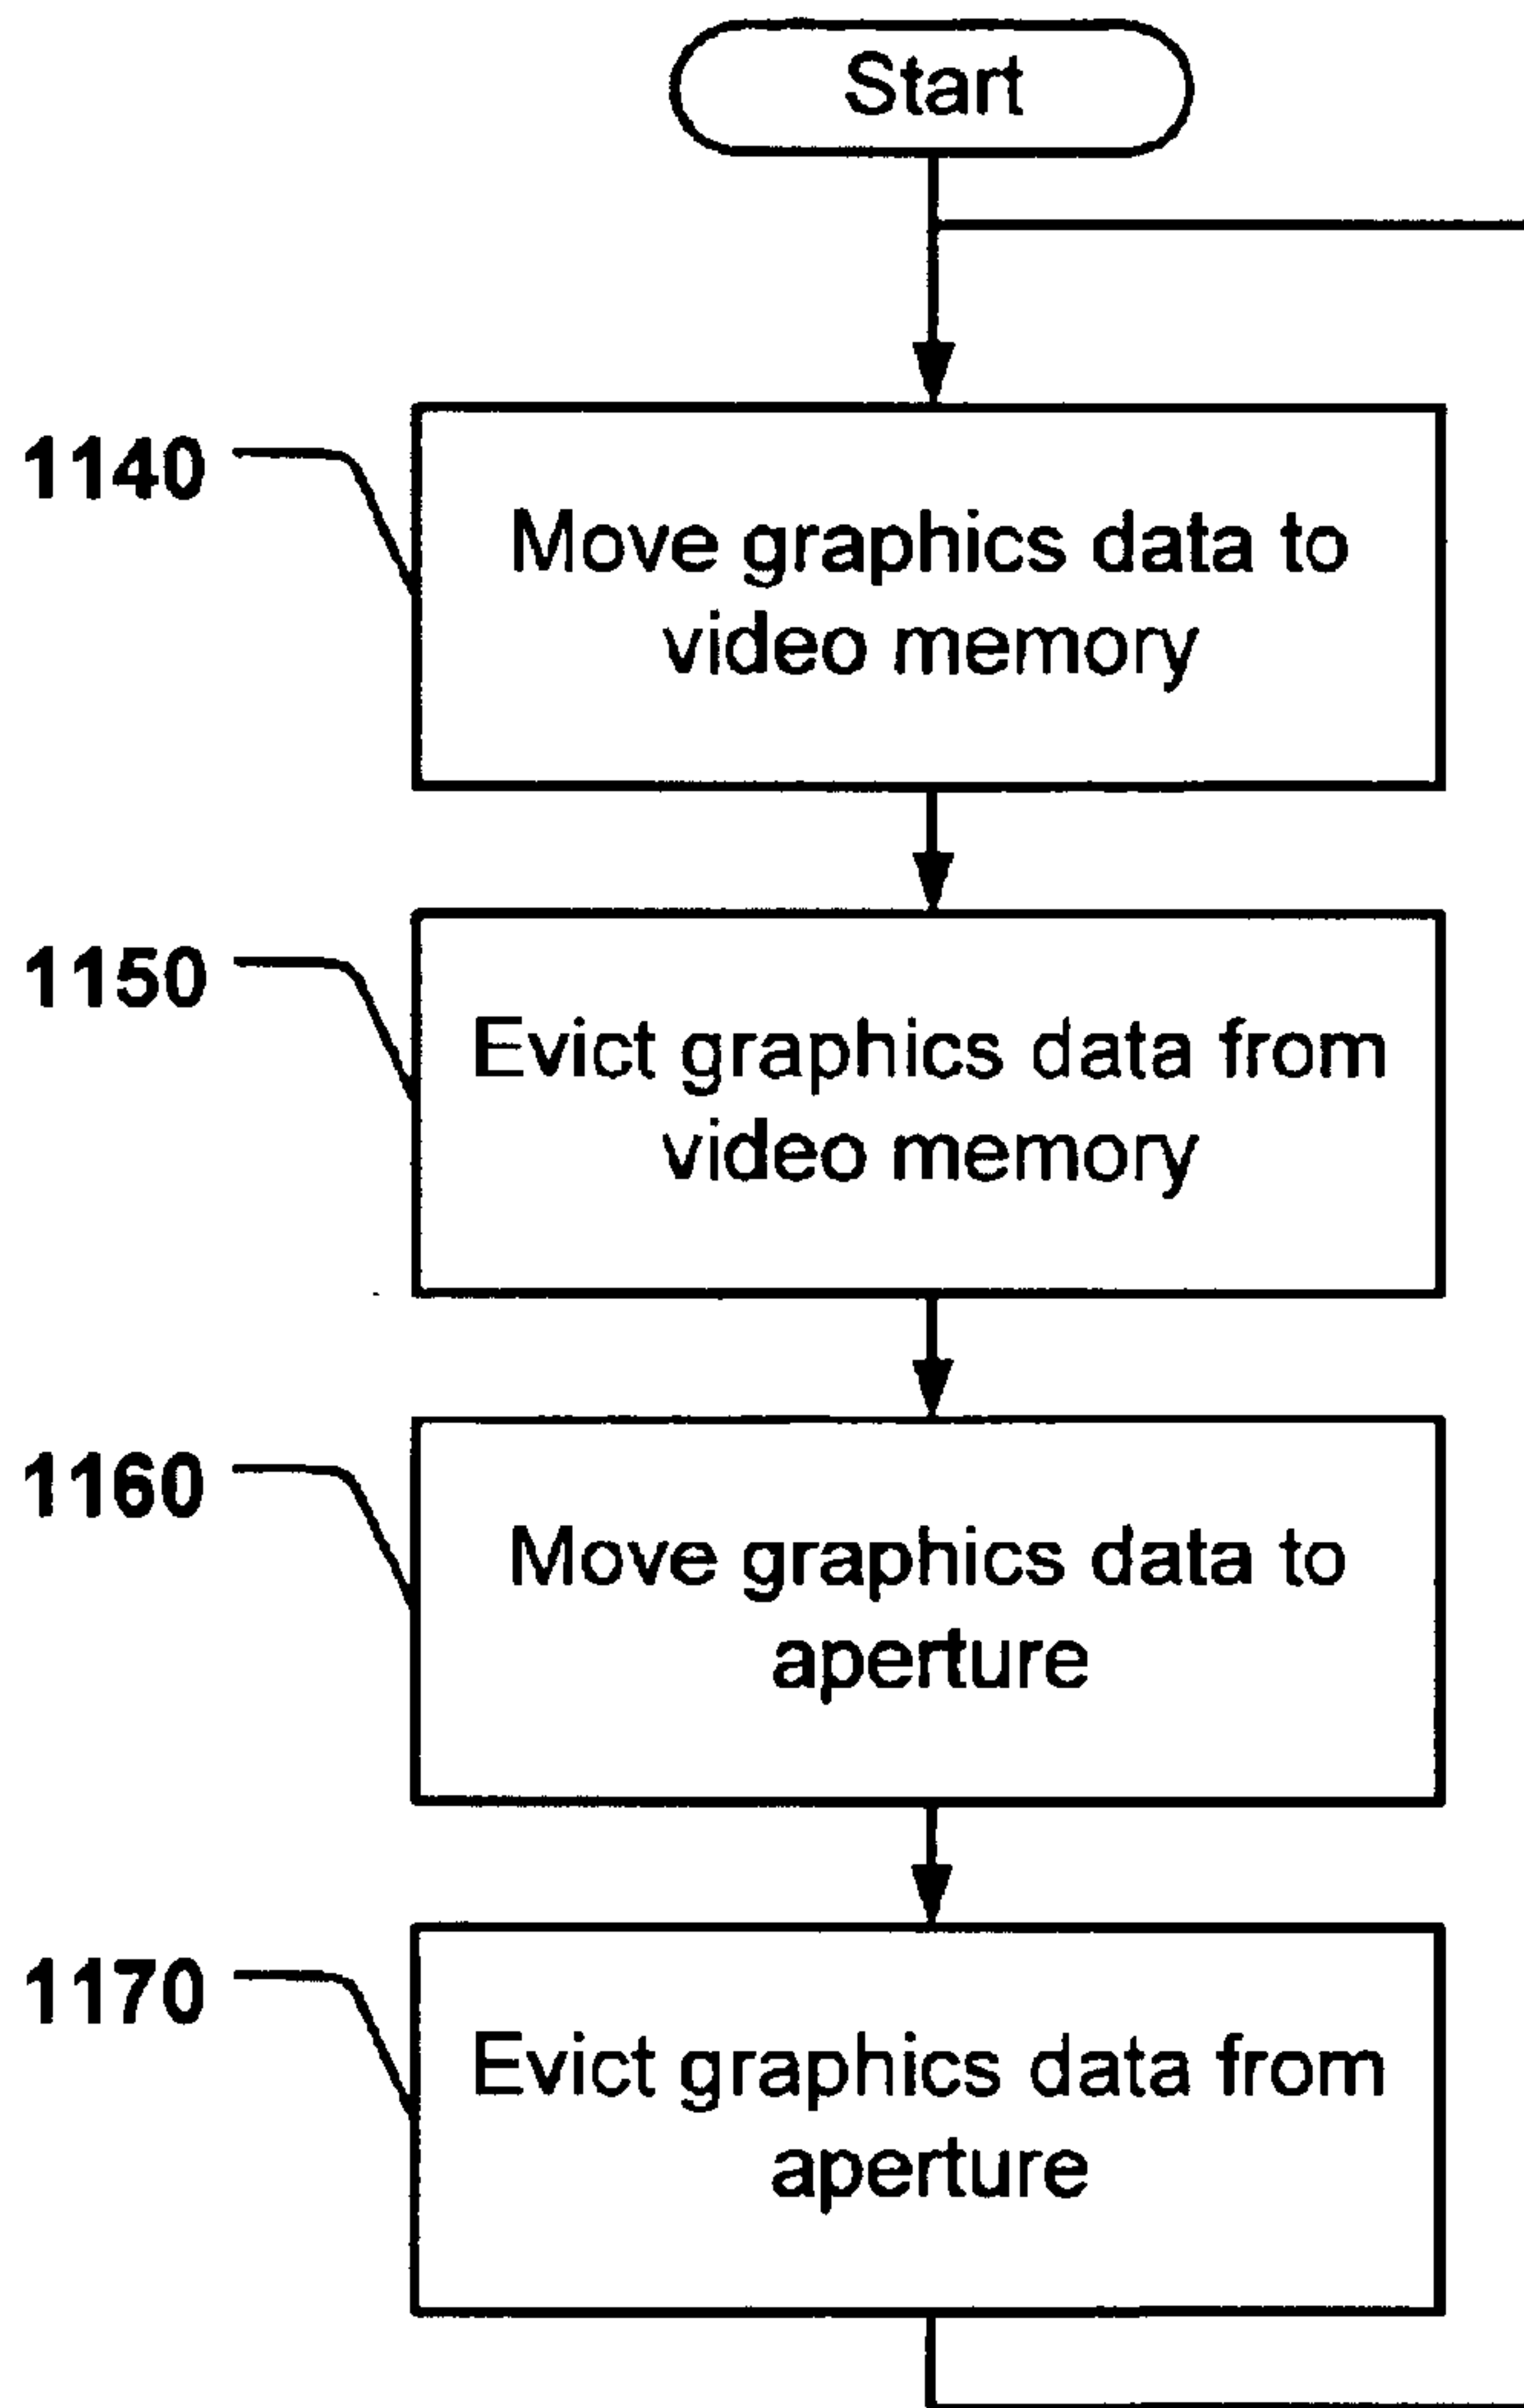 Start
1140
Move graphics data to
video memory
1150
Evict graphics data from
video memory
1160
Move graphics data to
aperture
1170
Evict graphics data from
aperture